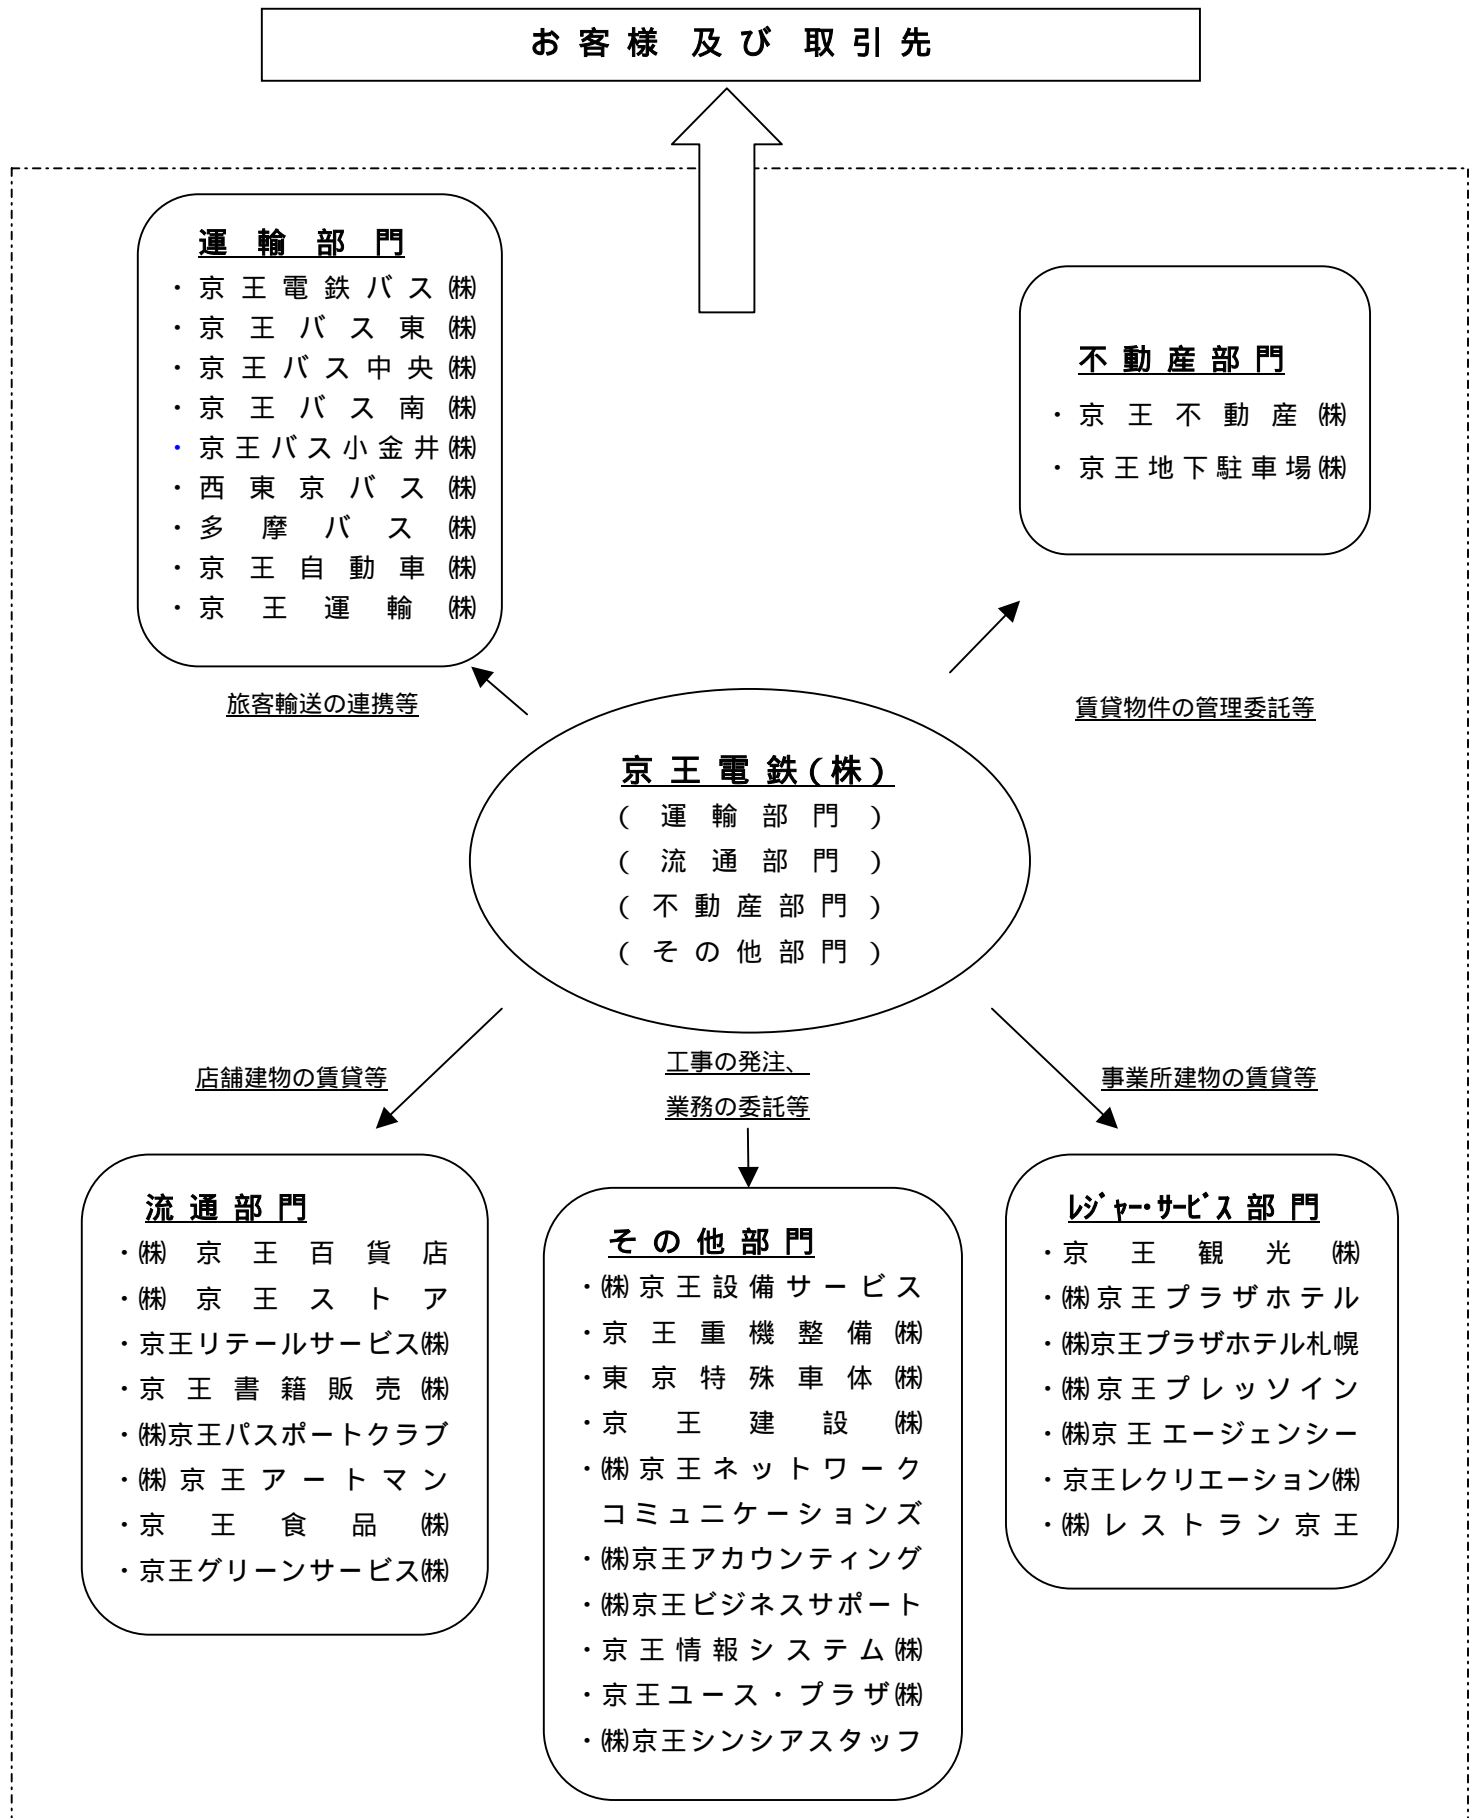 お客様 及び 取引先
運輸部門
・京王電鉄バス㈱
・京王バス東㈱
・京王バス中央㈱
・京王バス南㈱
・京王バス小金井㈱
・西東京バス㈱
・多摩バス㈱
・京王自動車㈱
・京王運輸㈱
旅客輸送の連携等
不動産部門
・京王不動産㈱
・京王地下駐車場㈱
賃貸物件の管理委託等
京王電鉄(株)
(運輸部門)
(流通部門)
(不動産部門)
(その他部門)
店舗建物の賃貸等
工事の発注、
業務の委託等
事業所建物の賃貸等
流通部門
・㈱京王百貨店
・㈱京王ストア
・京王リテールサービス㈱
・京王書籍販売㈱
・㈱京王パスポートクラブ
・㈱京王アートマン
・京王食品㈱
・京王グリーンサービス㈱
その他部門
・㈱京王設備サービス
・京王重機整備㈱
・東京特殊車体㈱
・京王建設㈱
・㈱京王ネットワーク
コミュニケーションズ
・㈱京王アカウンティング
・㈱京王ビジネスサポート
・京王情報システム㈱
・京王ユース・プラザ㈱
・㈱京王シンシアスタッフ
ﾚｼﾞｬｰ･ｻｰﾋﾞｽ部門
・京王観光㈱
・㈱京王プラザホテル
・㈱京王プラザホテル札幌
・㈱京王プレッソイン
・㈱京王エージェンシー
・京王レクリエーション㈱
・㈱レストラン京王